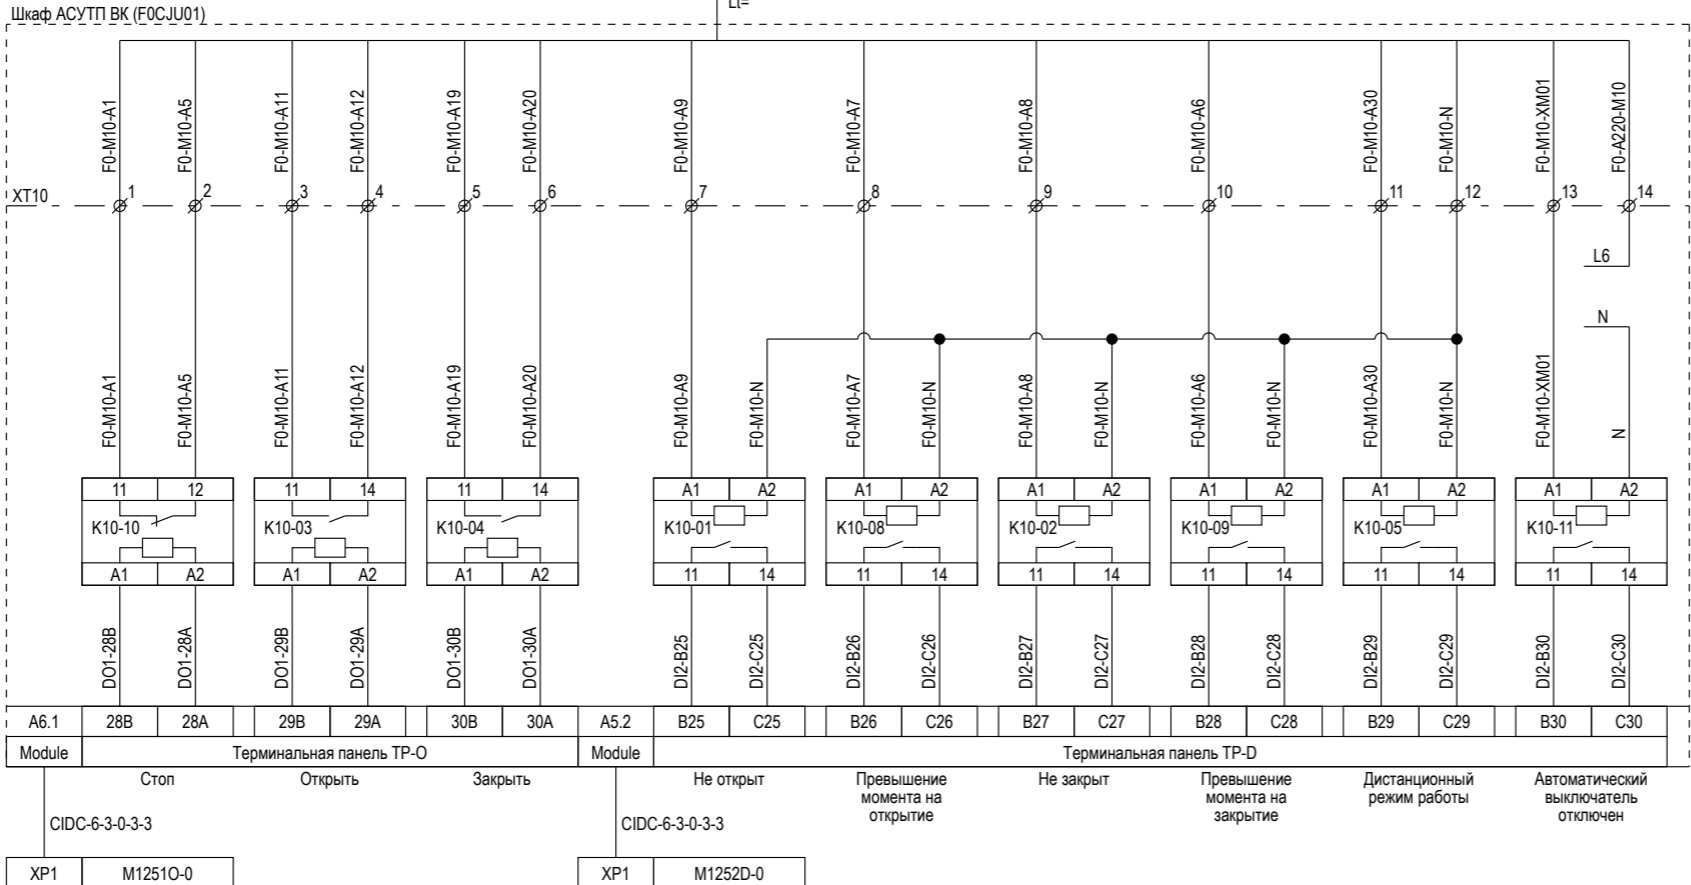 Lℓ=
Шкаф АСУТП ВК (F0CJU01)
F0-M10-A1 F0-M10-A5 F0-M10-A11 F0-M10-A12 F0-M10-A19 F0-M10-A20 F0-M10-A9 F0-M10-A7 F0-M10-A8 F0-M10-A6 F0-M10-A30 F0-M10-N F0-M10-XM01 F0-A220-M10
XT10 1 2 3 4 5 6 7 8 9 10 11 12 13 14
L6
N
F0-M10-A1 F0-M10-A5 F0-M10-A11 F0-M10-A12 F0-M10-A19 F0-M10-A20 F0-M10-A9 F0-M10-N F0-M10-A7 F0-M10-N F0-M10-A8 F0-M10-N F0-M10-A6 F0-M10-N F0-M10-A30 F0-M10-N F0-M10-XM01 N
11 12 11 14 11 14 A1 A2 A1 A2 A1 A2 A1 A2 A1 A2 A1 A2
K10-10 K10-03 K10-04 K10-01 K10-08 K10-02 K10-09 K10-05 K10-11
A1 A2 A1 A2 A1 A2 11 14 11 14 11 14 11 14 11 14 11 14
DO1-28B DO1-28A DO1-29B DO1-29A DO1-30B DO1-30A DI2-B25 DI2-C25 DI2-B26 DI2-C26 DI2-B27 DI2-C27 DI2-B28 DI2-C28 DI2-B29 DI2-C29 DI2-B30 DI2-C30
A6.1 28B 28A 29B 29A 30B 30A A5.2 B25 C25 B26 C26 B27 C27 B28 C28 B29 C29 B30 C30
Module Терминальная панель TP-O Module Терминальная панель TP-D
Стоп Открыть Закрыть Не открыт Превышение Не закрыт Превышение Дистанционный Автоматический
момента на момента на режим работы выключатель
открытие закрытие отключен
CIDC-6-3-0-3-3 CIDC-6-3-0-3-3
XP1 M1251O-0 XP1 M1252D-0